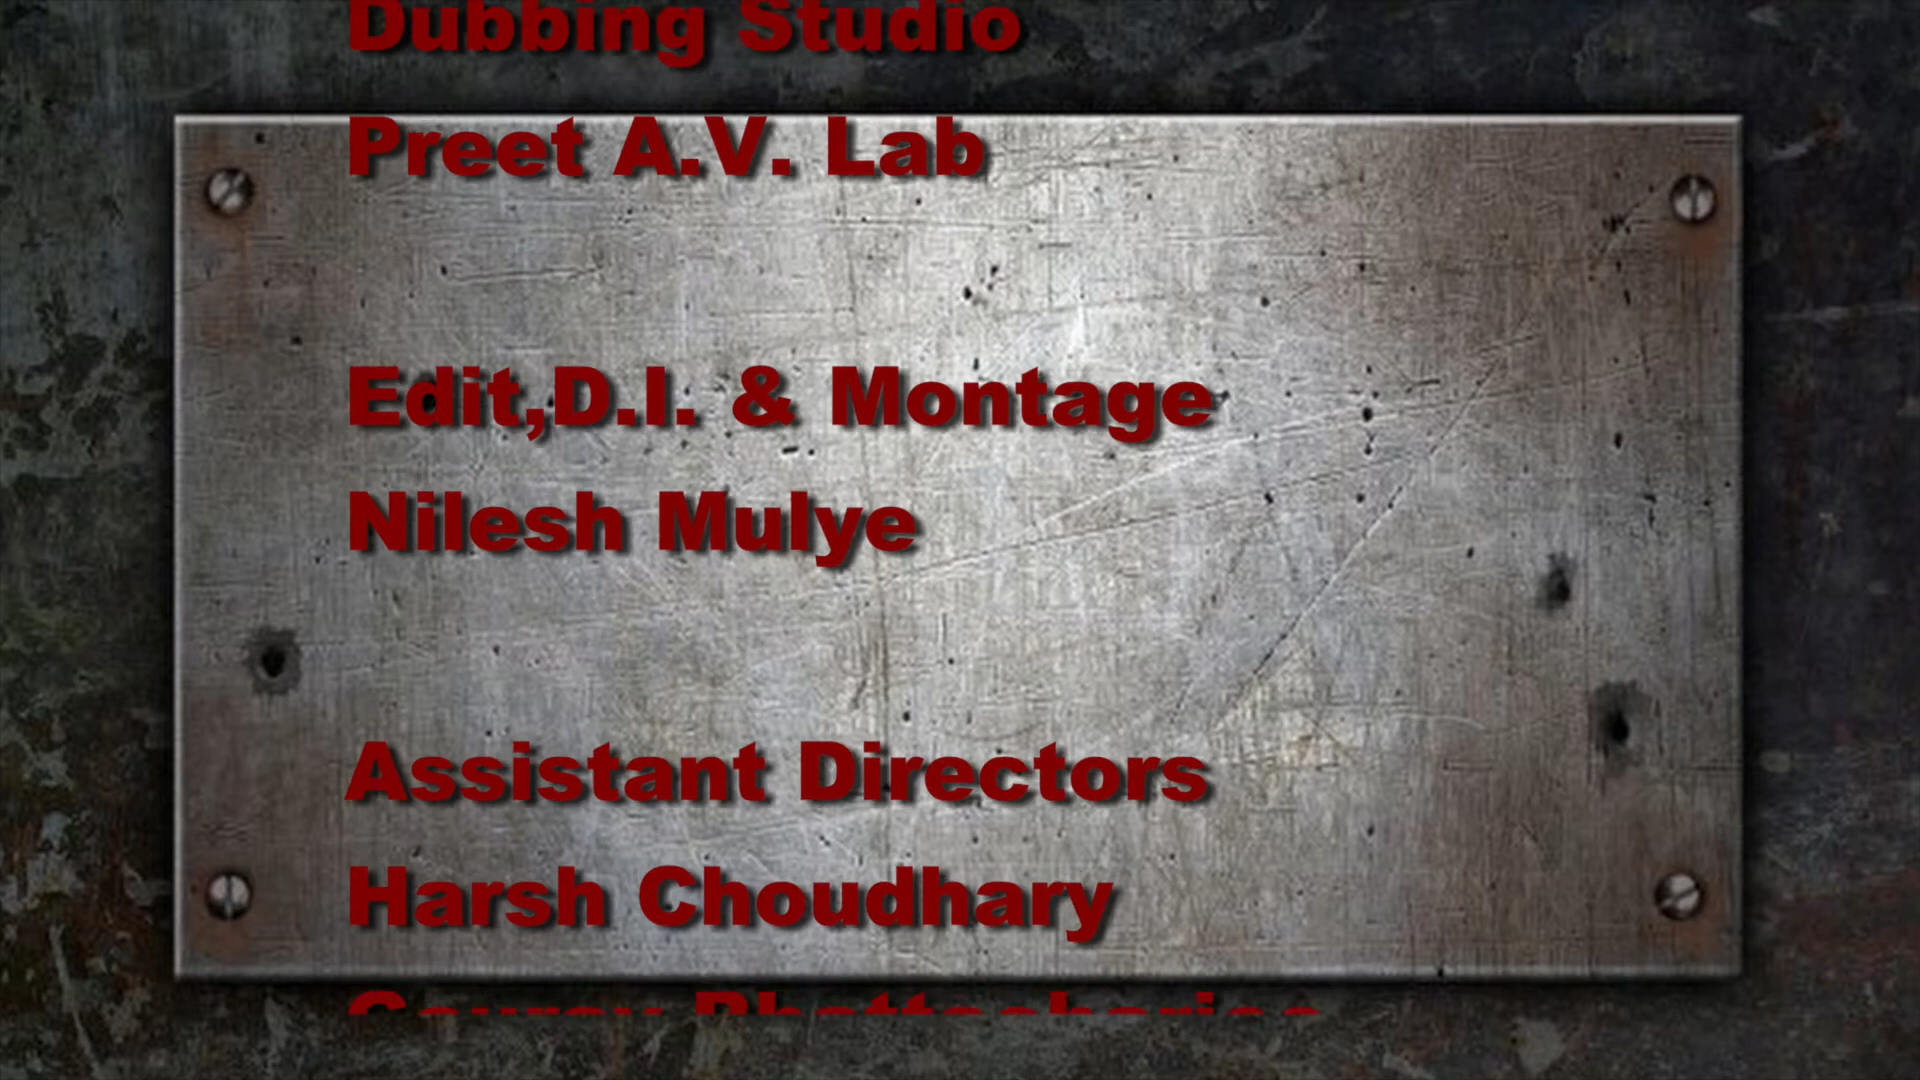 Dubbing Studio
Preet A.V. Lab
Edit,D.I. & Montage
Nilesh Mulye
Assistant Directors
Harsh Choudhary